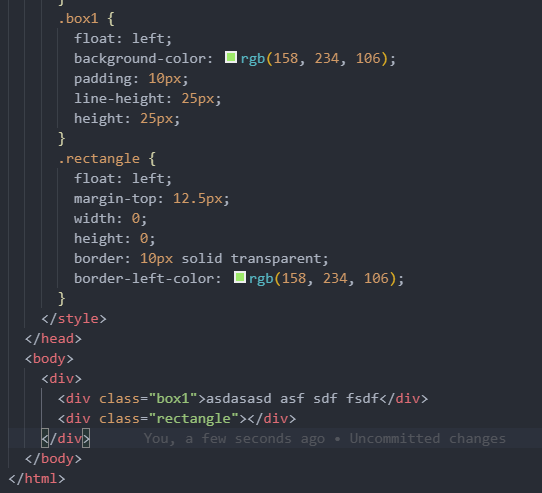 }
.box1 {
float: left;
background-color: rgb(158, 234, 106);
padding: 10px;
line-height: 25px;
height: 25px;
}
.rectangle {
float: left;
margin-top: 12.5px;
width: 0;
height: 0;
border: 10px solid transparent;
border-left-color: rgb(158, 234, 106);
}
</style>
</head>
<body>
<div>
<div class="box1">asdasasd asf sdf fsdf</div>
<div class="rectangle"></div>
</div> You, a few seconds ago • Uncommitted changes
</body>
</html>